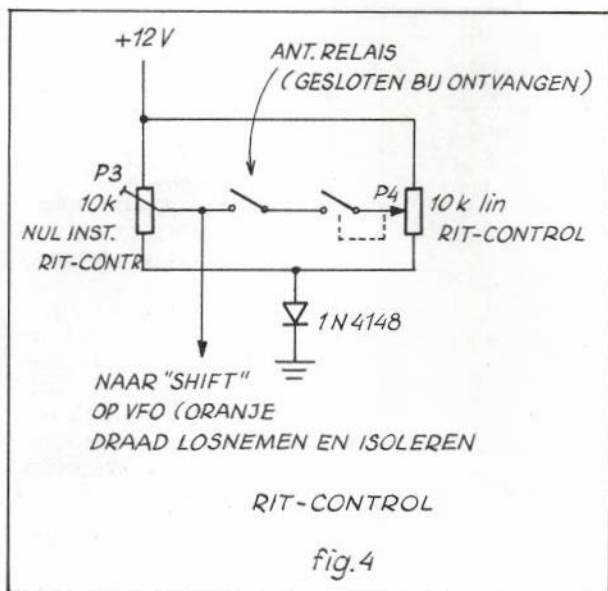 +12V
ANT. RELAIS
(GESLOTEN BIJ ONTVANGEN)
P3
10k
NUL INST.
RIT-CONTR
P4
10k lin
RIT-CONTROL
1N4148
NAAR "SHIFT"
OP VFO (ORANJE
DRAAD LOSNEMEN EN ISOLEREN
RIT-CONTROL
fig.4